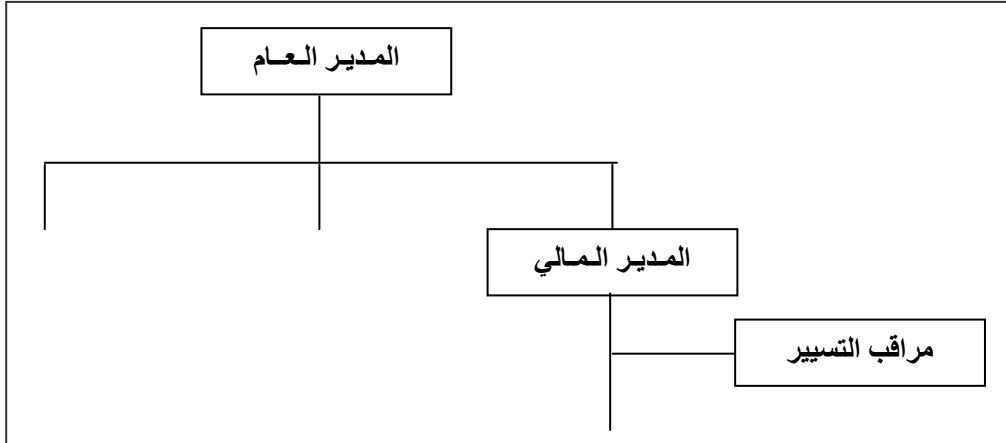 المدير العام
المدير المالي
مراقب التسيير